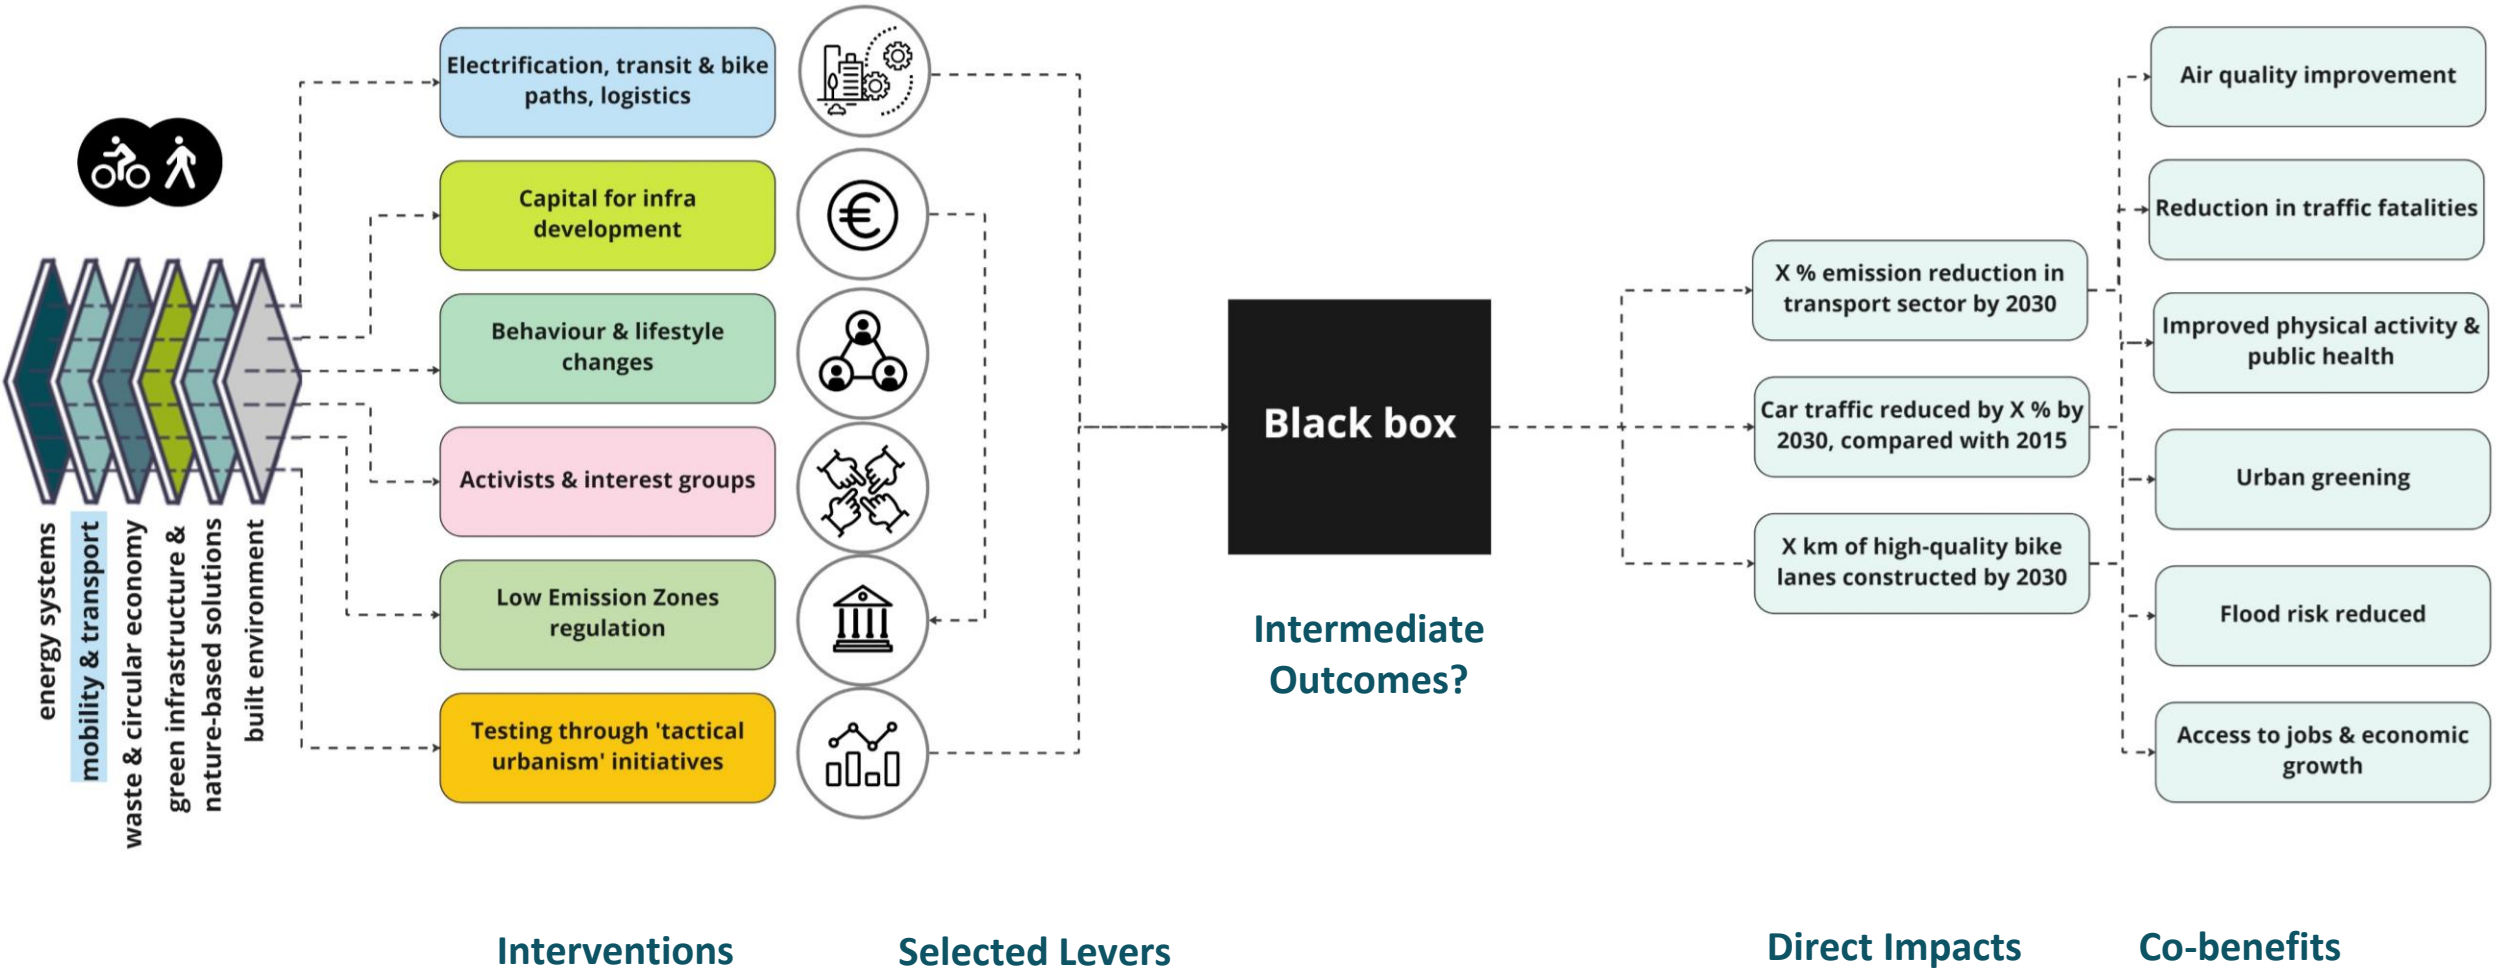 energy systems
mobility & transport
waste & circular economy
green infrastructure &
nature-based solutions
built environment
Electrification, transit & bike
paths, logistics
Capital for infra
development
Behaviour & lifestyle
changes
Activists & interest groups
Low Emission Zones
regulation
Testing through 'tactical
urbanism' initiatives
€
Black box
Intermediate
Outcomes?
X % emission reduction in
transport sector by 2030
Car traffic reduced by X % by
2030, compared with 2015
X km of high-quality bike
lanes constructed by 2030
Air quality improvement
Reduction in traffic fatalities
Improved physical activity &
public health
Urban greening
Flood risk reduced
Access to jobs & economic
growth
Interventions
Selected Levers
Direct Impacts
Co-benefits